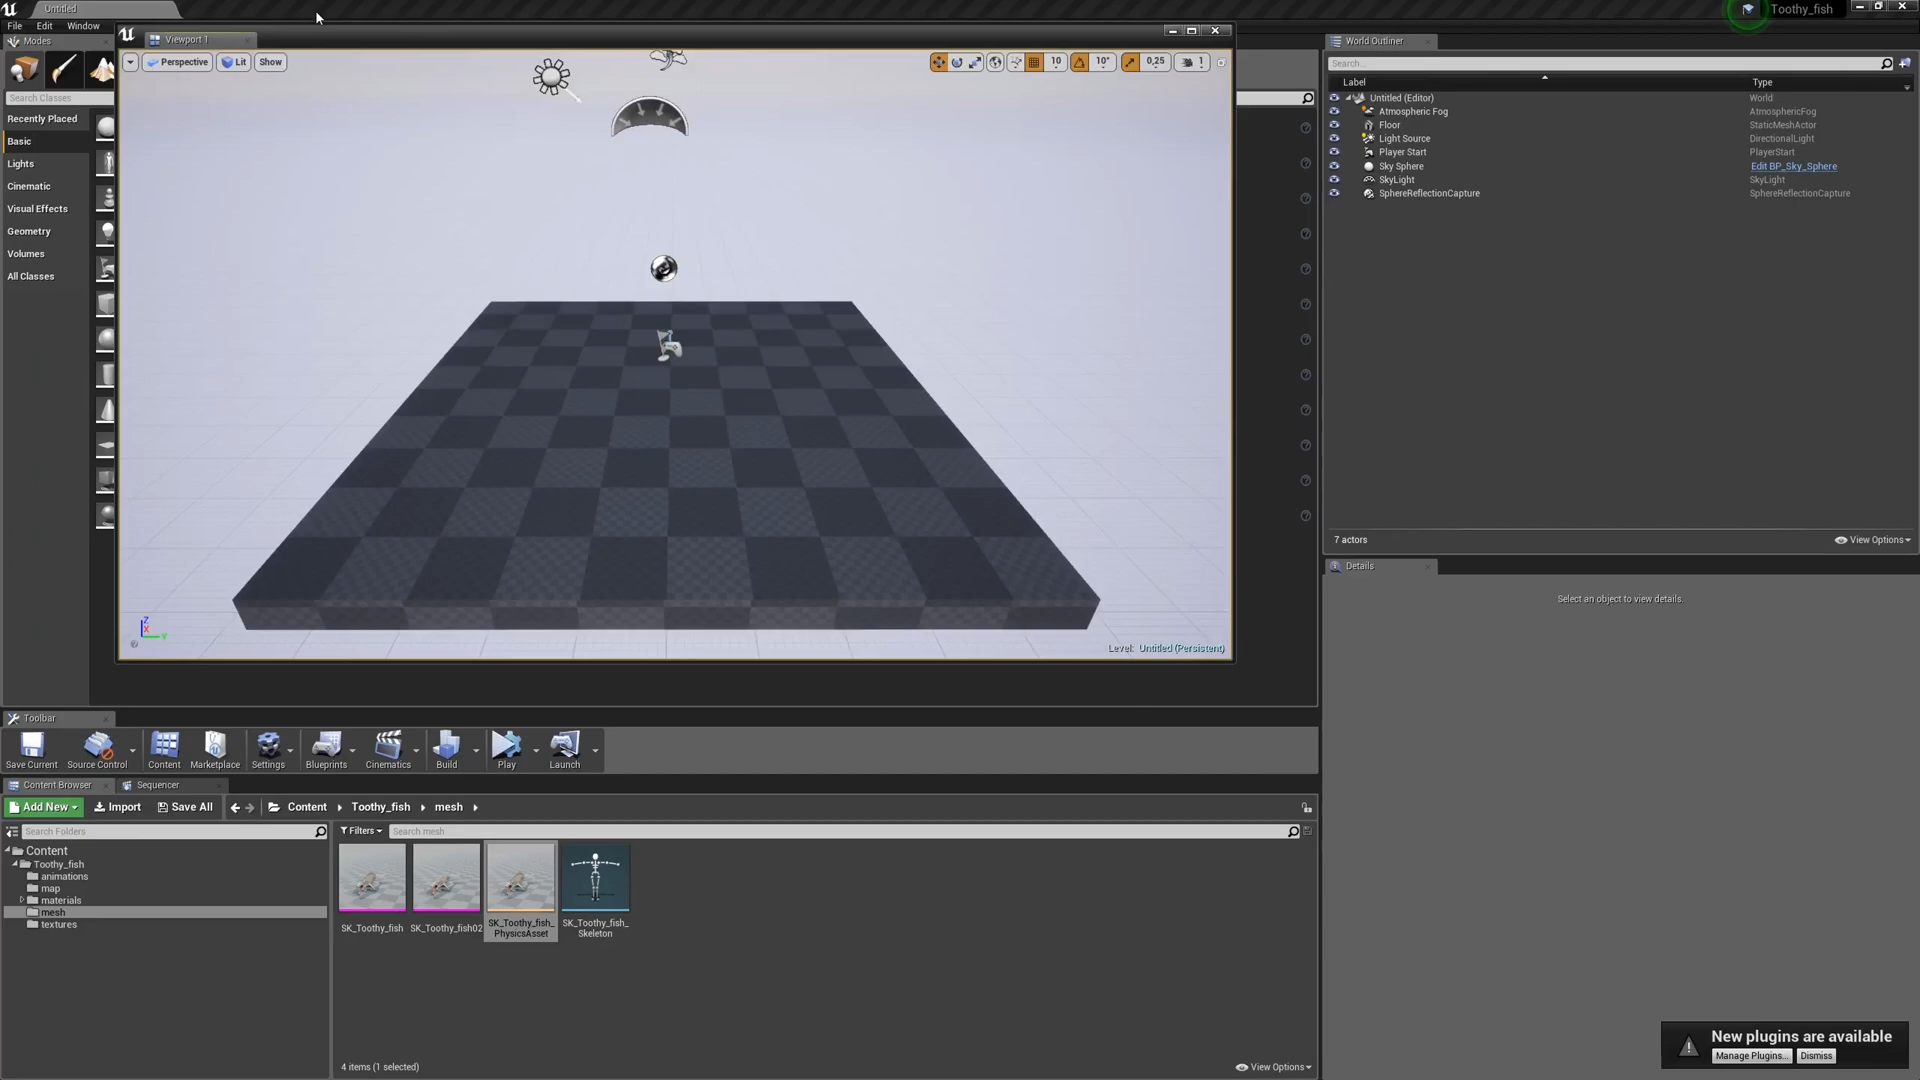 Untitled
Toothy_fish
File Edit Window
Modes
Viewport 1
World Outliner
Perspective Lit Show
10 10° 0,25 1
Search...
Search Classes
Label Type
Recently Placed
Basic
Lights
Cinematic
Visual Effects
Geometry
Volumes
All Classes
Untitled (Editor) World
Atmospheric Fog AtmosphericFog
Floor StaticMeshActor
Light Source DirectionalLight
Player Start PlayerStart
Sky Sphere Edit BP_Sky_Sphere
SkyLight SkyLight
SphereReflectionCapture SphereReflectionCapture
7 actors View Options
Details
Select an object to view details.
Z
X
Y
Level: Untitled (Persistent)
Toolbar
Save Current Source Control Content Marketplace Settings Blueprints Cinematics Build Play Launch
Content Browser Sequencer
Add New Import Save All Content Toothy_fish mesh
Search Folders
Filters Search mesh
Content
Toothy_fish
animations
map
materials
mesh
textures
SK_Toothy_fish
SK_Toothy_fish02
SK_Toothy_fish_
PhysicsAsset
SK_Toothy_fish_
Skeleton
4 items (1 selected) View Options
New plugins are available
Manage Plugins... Dismiss